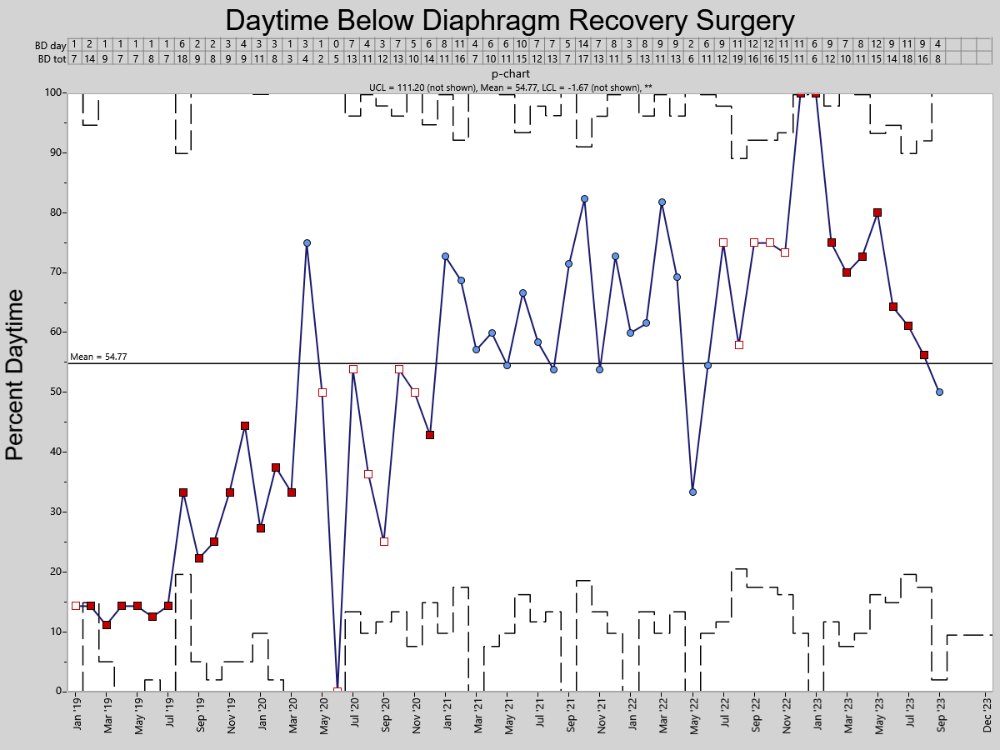 Daytime Below Diaphragm Recovery Surgery
BD day 1 2 1 1 1 1 1 6 2 2 3 4 3 3 1 3 1 0 7 4 3 7 5 6 8 11 4 6 6 10 7 7 5 14 7 8 3 8 9 9 2 6 9 11 12 12 11 11 6 9 7 8 12 9 11 9 4
BD tot 7 14 9 7 7 8 7 18 9 8 9 9 11 8 3 4 2 5 13 11 12 13 10 14 11 16 7 10 11 15 12 13 7 17 13 11 5 13 11 13 6 11 12 19 16 16 15 11 6 12 10 11 15 14 18 16 8
p-chart
UCL = 111.20 (not shown), Mean = 54.77, LCL = -1.67 (not shown), **
Percent Daytime
100
90
80
70
60
Mean = 54.77
50
40
30
20
10
0
Jan '19
Mar '19
May '19
Jul '19
Sep '19
Nov '19
Jan '20
Mar '20
May '20
Jul '20
Sep '20
Nov '20
Jan '21
Mar '21
May '21
Jul '21
Sep '21
Nov '21
Jan '22
Mar '22
May '22
Jul '22
Sep '22
Nov '22
Jan '23
Mar '23
May '23
Jul '23
Sep '23
Dec '23